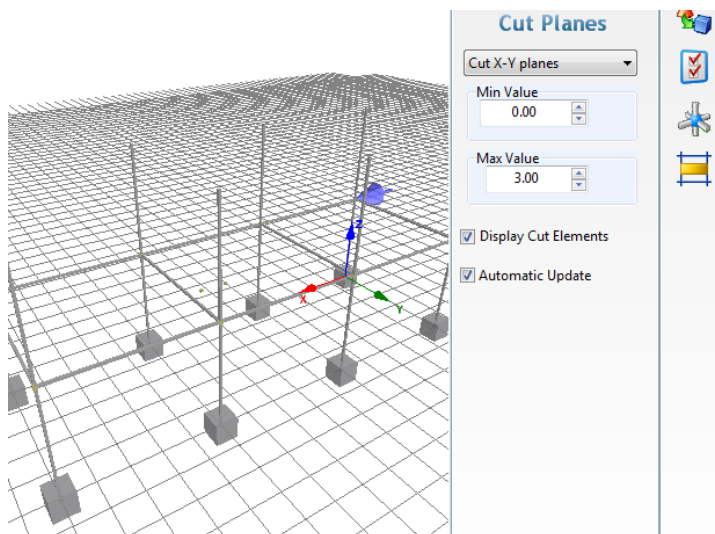 Cut Planes
Cut X-Y planes
Min Value
0.00
Max Value
3.00
Display Cut Elements
Automatic Update
Z
X
Y